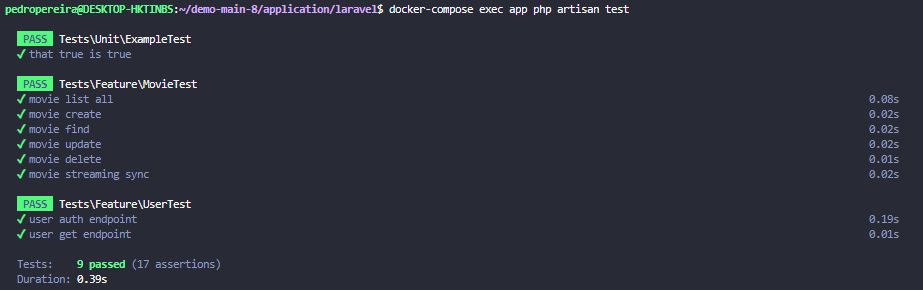 pedropereira@DESKTOP-HKTINBS:~/demo-main-8/application/laravel$ docker-compose exec app php artisan test
PASS Tests\Unit\ExampleTest
✓ that true is true
PASS Tests\Feature\MovieTest
✓ movie list all 0.08s
✓ movie create 0.02s
✓ movie find 0.02s
✓ movie update 0.02s
✓ movie delete 0.01s
✓ movie streaming sync 0.02s
PASS Tests\Feature\UserTest
✓ user auth endpoint 0.19s
✓ user get endpoint 0.01s
Tests: 9 passed (17 assertions)
Duration: 0.39s